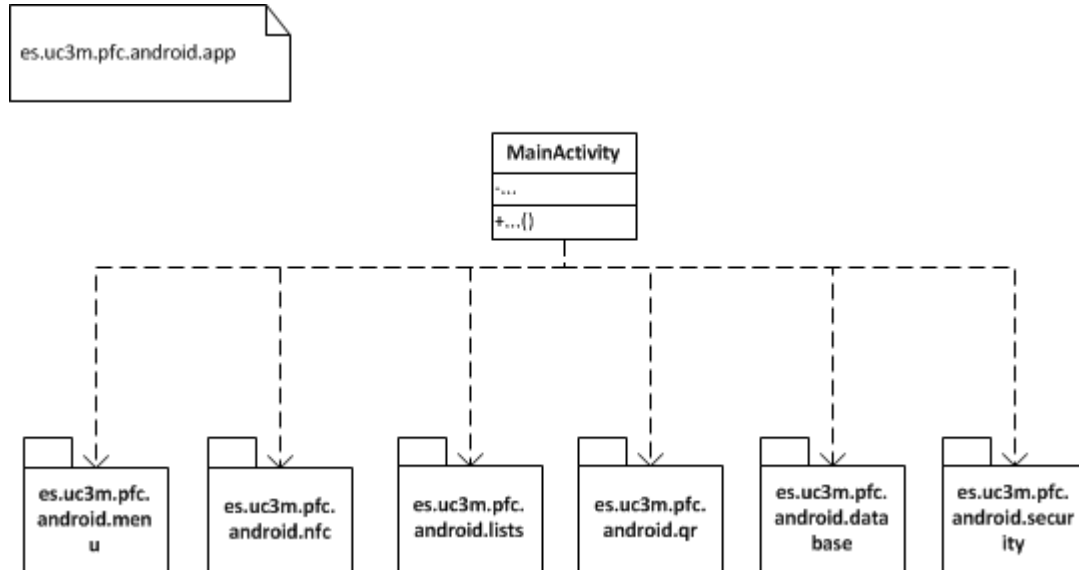 es.uc3m.pfc.android.app
MainActivity
-...
+...()
es.uc3m.pfc.
android.men
u
es.uc3m.pfc.
android.nfc
es.uc3m.pfc.
android.lists
es.uc3m.pfc.
android.qr
es.uc3m.pfc.
android.data
base
es.uc3m.pfc.
android.secur
ity